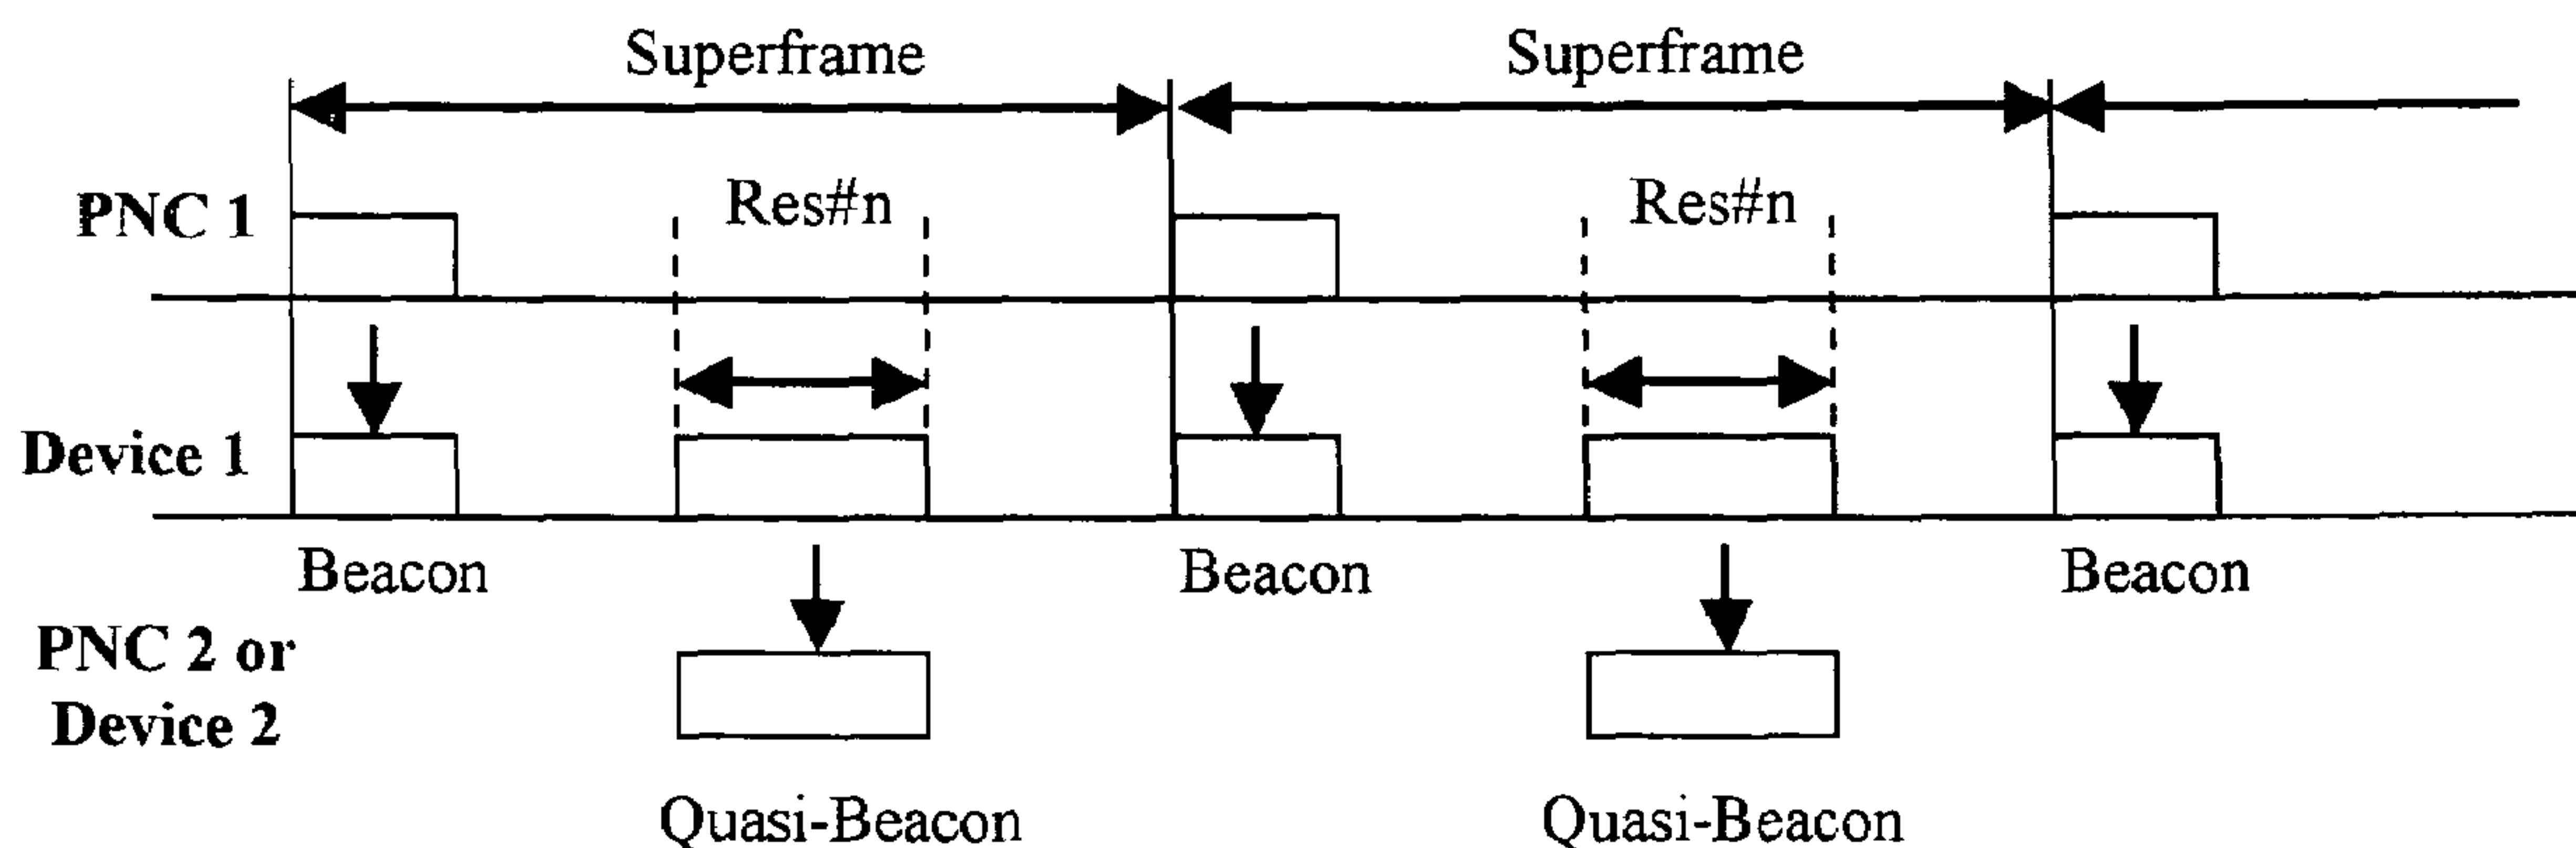 Superframe Superframe
PNC 1 Res#n Res#n
Device 1
Beacon Beacon Beacon
PNC 2 or
Device 2
Quasi-Beacon Quasi-Beacon